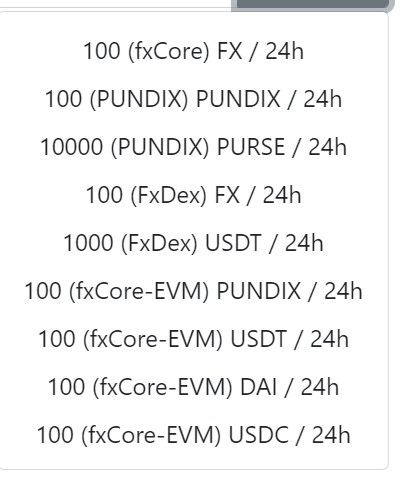 100 (fxCore) FX / 24h
100 (PUNDIX) PUNDIX / 24h
10000 (PUNDIX) PURSE / 24h
100 (FxDex) FX / 24h
1000 (FxDex) USDT / 24h
100 (fxCore-EVM) PUNDIX / 24h
100 (fxCore-EVM) USDT / 24h
100 (fxCore-EVM) DAI / 24h
100 (fxCore-EVM) USDC / 24h